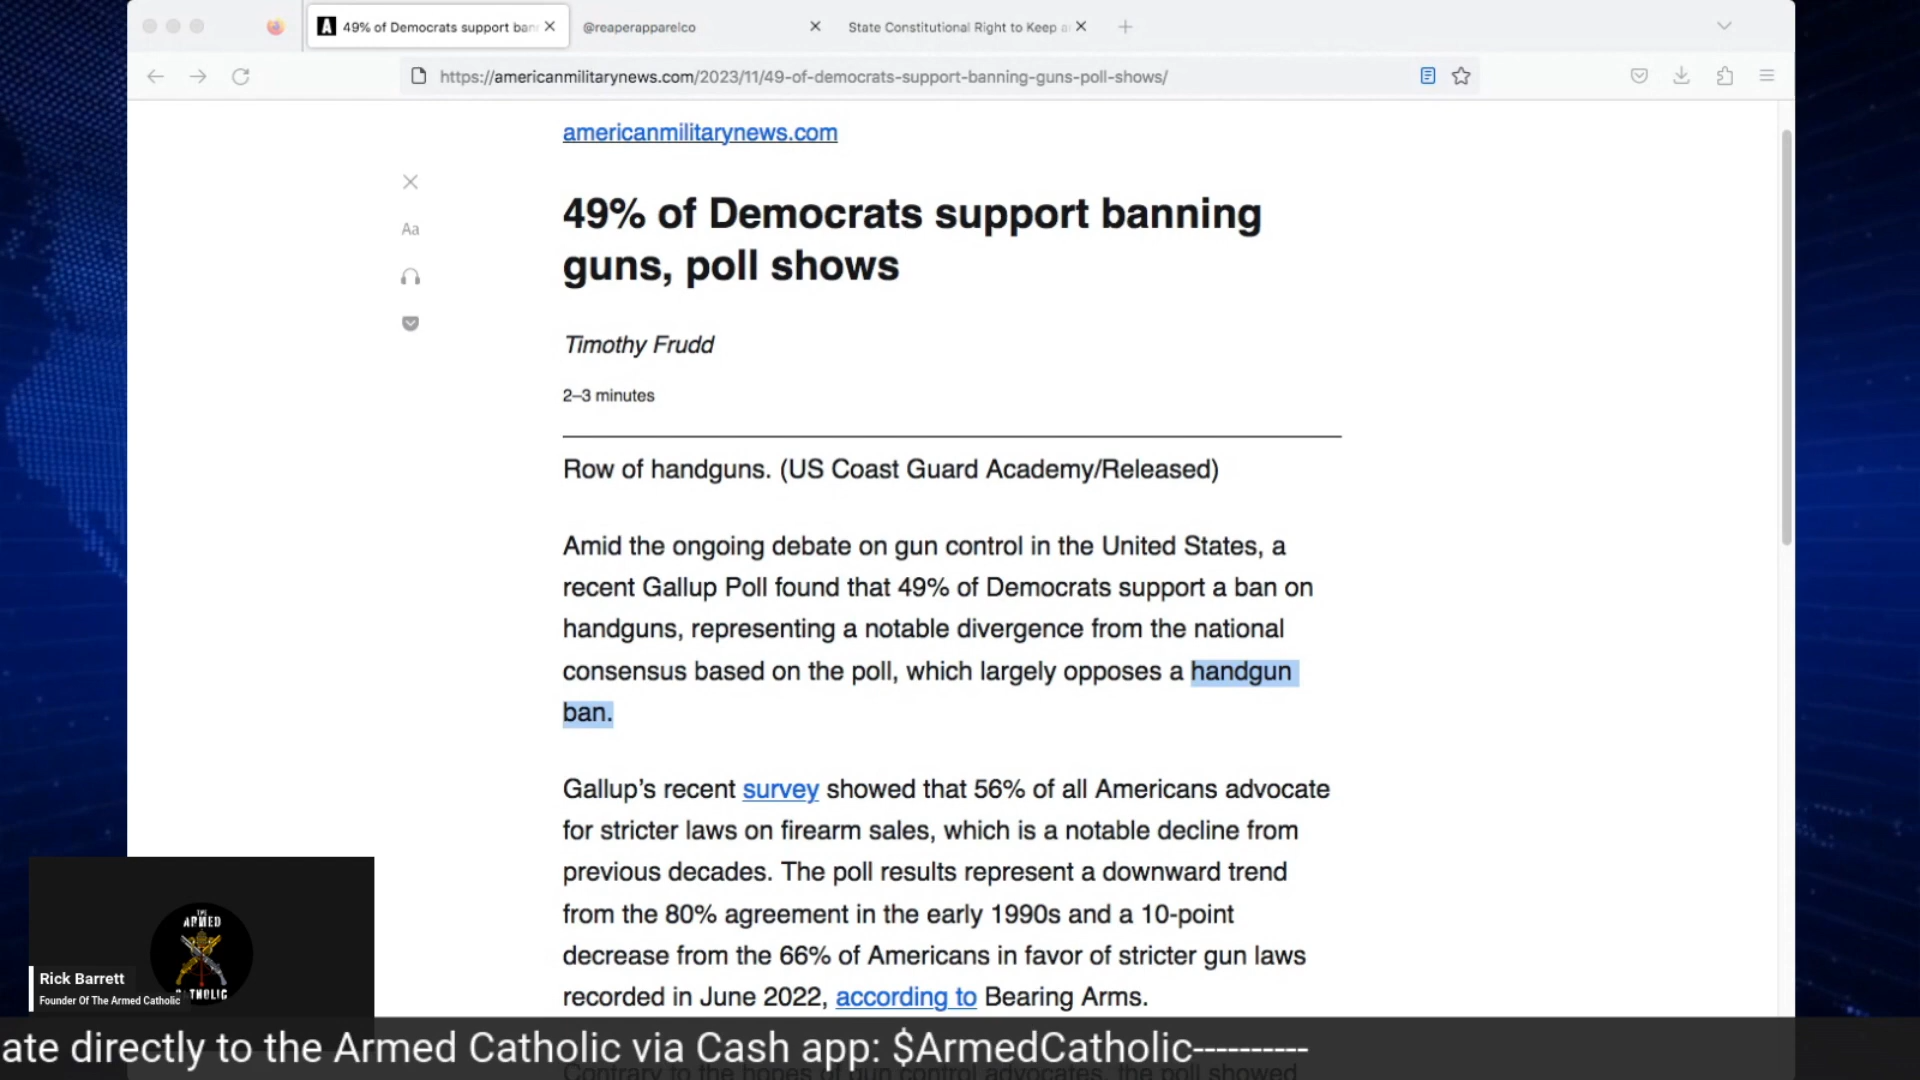 49% of Democrats support ban
@reaperapparelco
State Constitutional Right to Keep a
https://americanmilitarynews.com/2023/11/49-of-democrats-support-banning-guns-poll-shows/
americanmilitarynews.com
Aa
49% of Democrats support banning
guns, poll shows
Timothy Frudd
2–3 minutes
Row of handguns. (US Coast Guard Academy/Released)
Amid the ongoing debate on gun control in the United States, a
recent Gallup Poll found that 49% of Democrats support a ban on
handguns, representing a notable divergence from the national
consensus based on the poll, which largely opposes a handgun
ban.
Gallup’s recent survey showed that 56% of all Americans advocate
for stricter laws on firearm sales, which is a notable decline from
previous decades. The poll results represent a downward trend
from the 80% agreement in the early 1990s and a 10-point
decrease from the 66% of Americans in favor of stricter gun laws
recorded in June 2022, according to Bearing Arms.
THE
ARMED
CATHOLIC
Rick Barrett
Founder Of The Armed Catholic
ate directly to the Armed Catholic via Cash app: $ArmedCatholic----------
Contrary to the hopes of gun control advocates, the poll showed